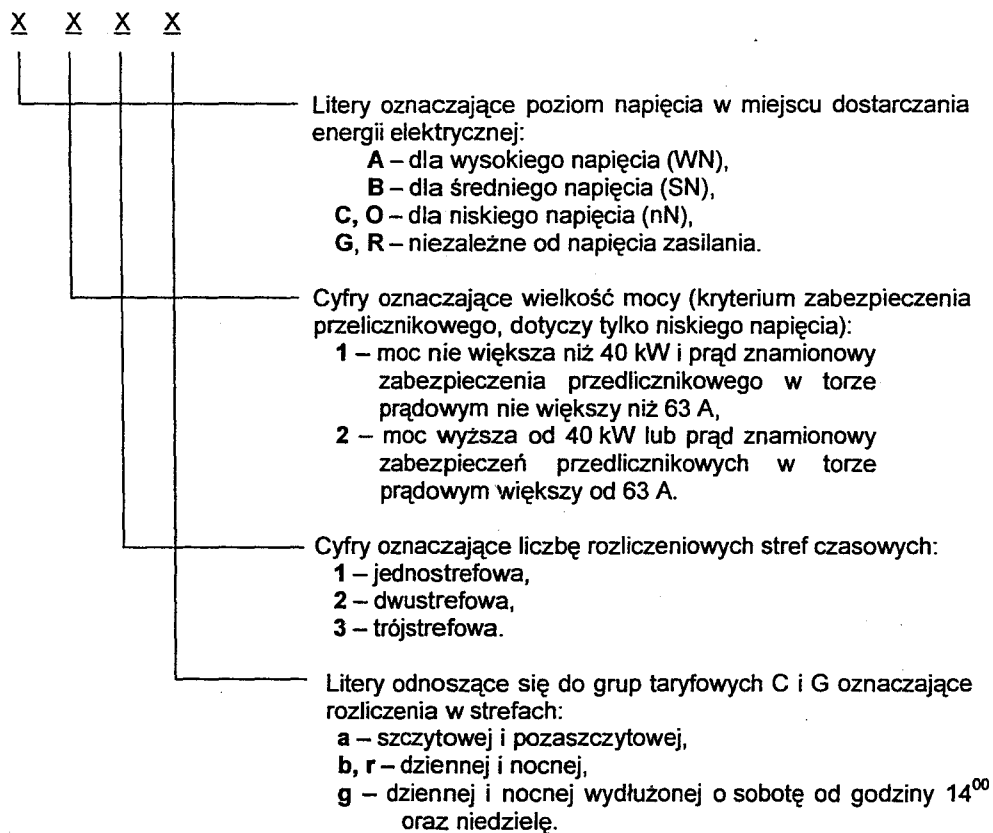 X X X X
Litery oznaczające poziom napięcia w miejscu dostarczania
energii elektrycznej:
A – dla wysokiego napięcia (WN),
B – dla średniego napięcia (SN),
C, O – dla niskiego napięcia (nN),
G, R – niezależne od napięcia zasilania.
Cyfry oznaczające wielkość mocy (kryterium zabezpieczenia
przelicznikowego, dotyczy tylko niskiego napięcia):
1 – moc nie większa niż 40 kW i prąd znamionowy
zabezpieczenia przedlicznikowego w torze
prądowym nie większy niż 63 A,
2 – moc wyższa od 40 kW lub prąd znamionowy
zabezpieczeń przedlicznikowych w torze
prądowym większy od 63 A.
Cyfry oznaczające liczbę rozliczeniowych stref czasowych:
1 – jednostrefowa,
2 – dwustrefowa,
3 – trójstrefowa.
Litery odnoszące się do grup taryfowych C i G oznaczające
rozliczenia w strefach:
a – szczytowej i pozaszczytowej,
b, r – dziennej i nocnej,
g – dziennej i nocnej wydłużonej o sobotę od godziny 14⁰⁰
oraz niedzielę.